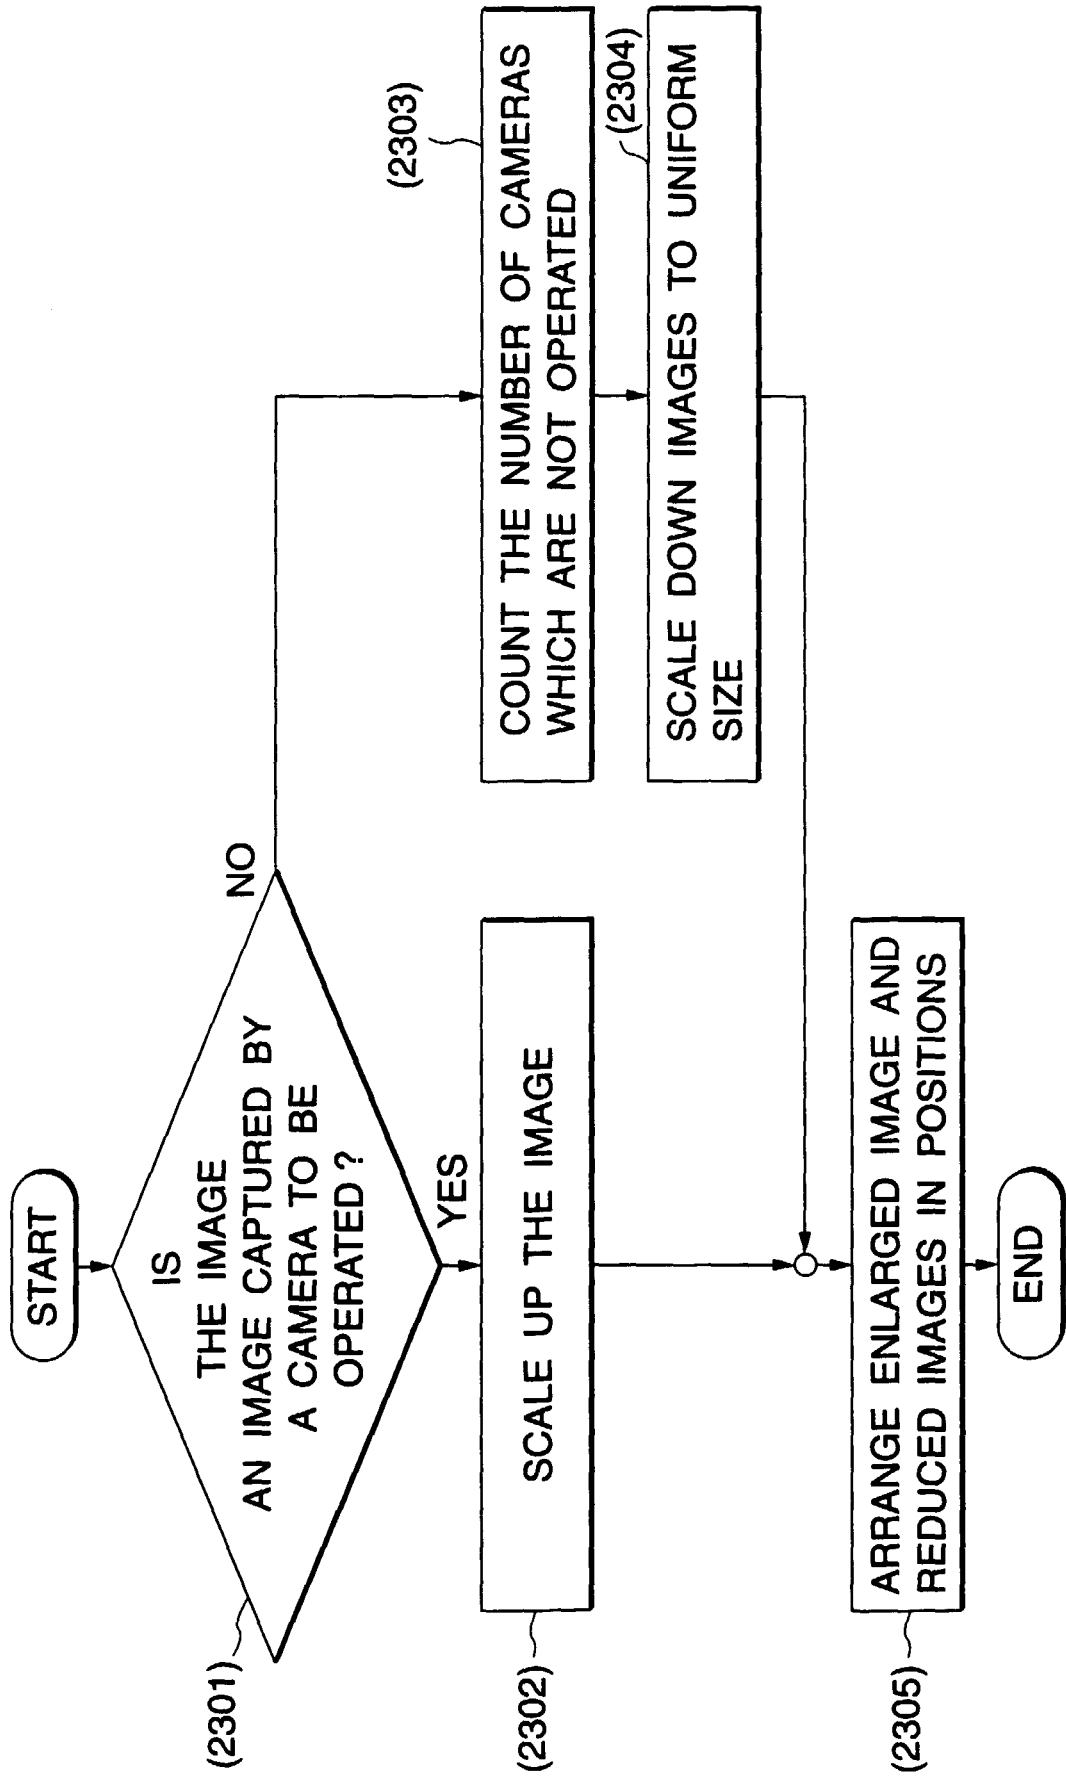 START
IS
THE IMAGE
AN IMAGE CAPTURED BY
A CAMERA TO BE
OPERATED ?
(2301)
NO
YES
SCALE UP THE IMAGE
(2302)
(2303)
COUNT THE NUMBER OF CAMERAS
WHICH ARE NOT OPERATED
(2304)
SCALE DOWN IMAGES TO UNIFORM
SIZE
ARRANGE ENLARGED IMAGE AND
REDUCED IMAGES IN POSITIONS
(2305)
END